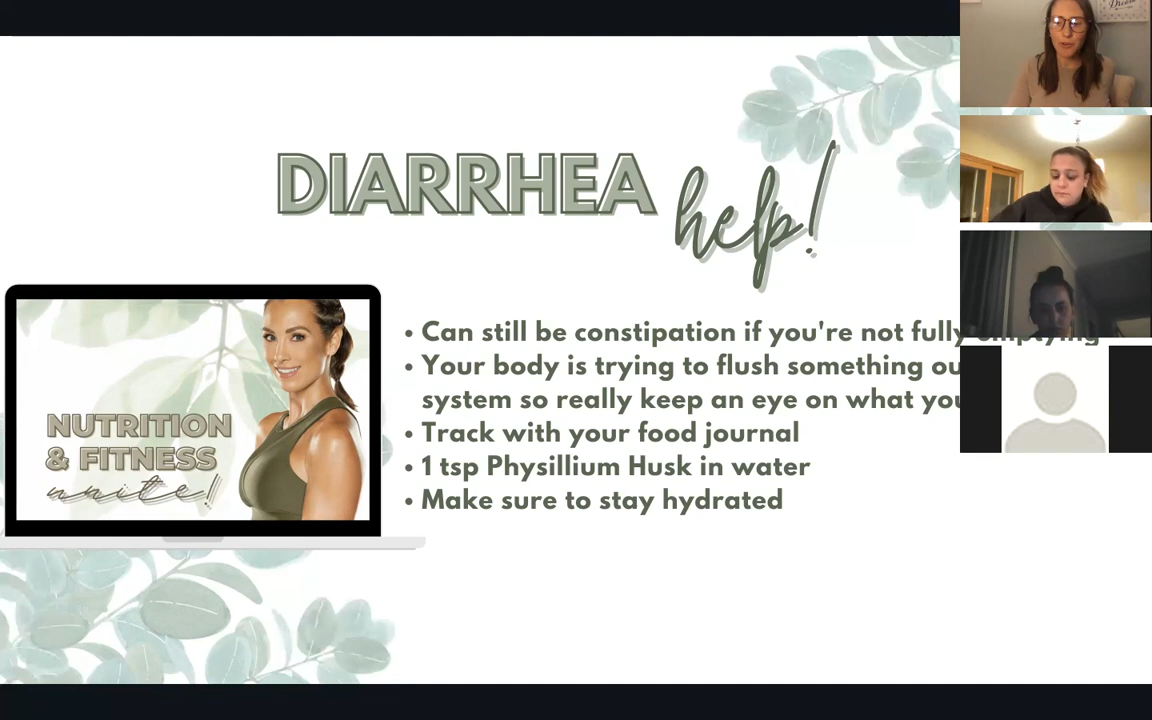 DIARRHEA help!
• Can still be constipation if you're not fully emptying
• Your body is trying to flush something
system so really keep an eye on what
• Track with your food journal
• 1 tsp Physillium Husk in water
• Make sure to stay hydrated
NUTRITION
& FITNESS
unite!